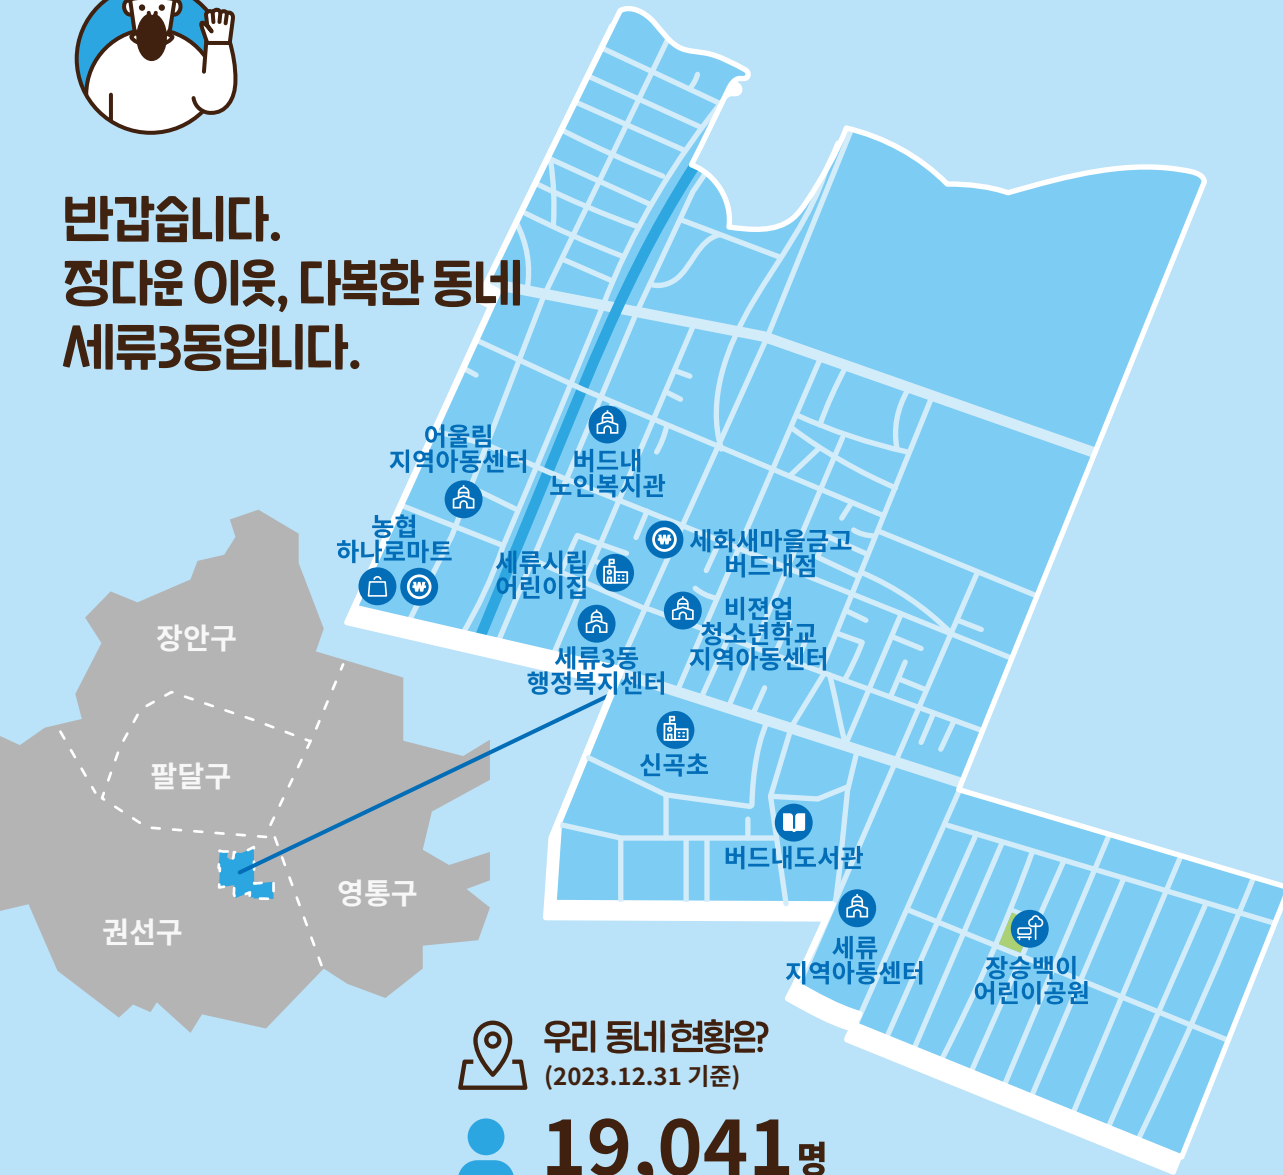 반갑습니다.
정다운 이웃, 다복한 동네
세류3동입니다.
어울림
지역아동센터
버드내
노인복지관
농협
하나로마트
세류시립
어린이집
세화새마을금고
버드내점
비젼업
청소년학교
지역아동센터
세류3동
행정복지센터
장안구
신곡초
팔달구
버드내도서관
영통구
권선구
세류
지역아동센터
장승백이
어린이공원
우리 동네 현황은?
(2023.12.31 기준)
19,041명